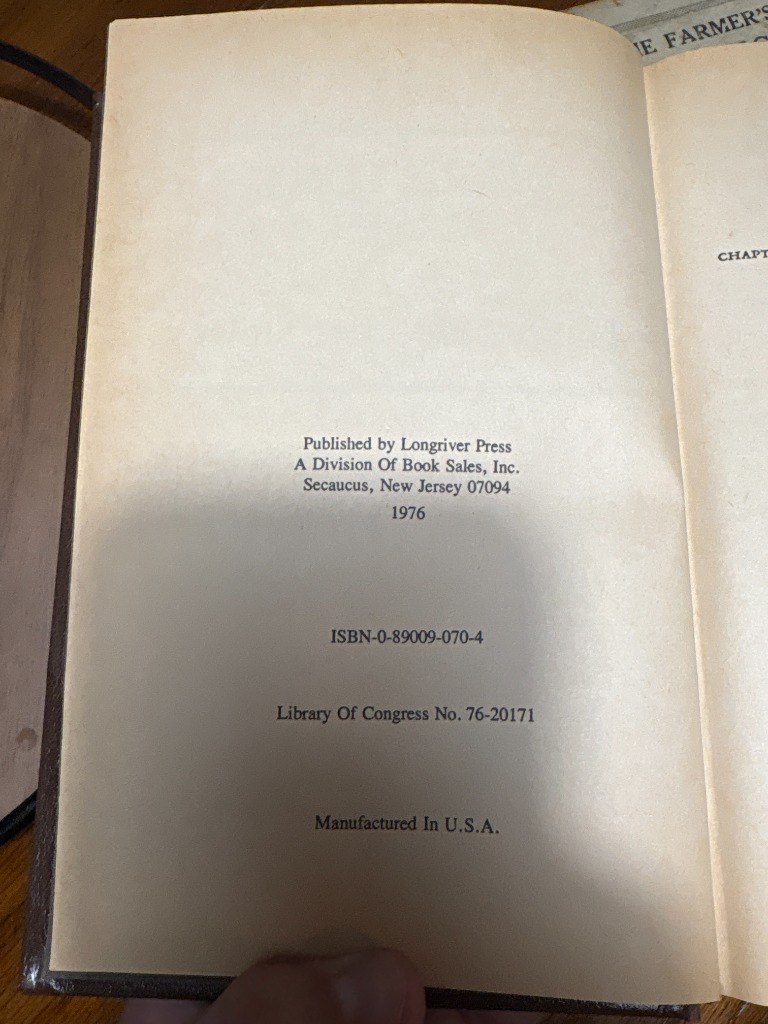 FARMER'S
Published by Longriver Press
A Division Of Book Sales, Inc.
Secaucus, New Jersey 07094
1976
ISBN-0-89009-070-4
Library Of Congress No. 76-20171
Manufactured In U.S.A.